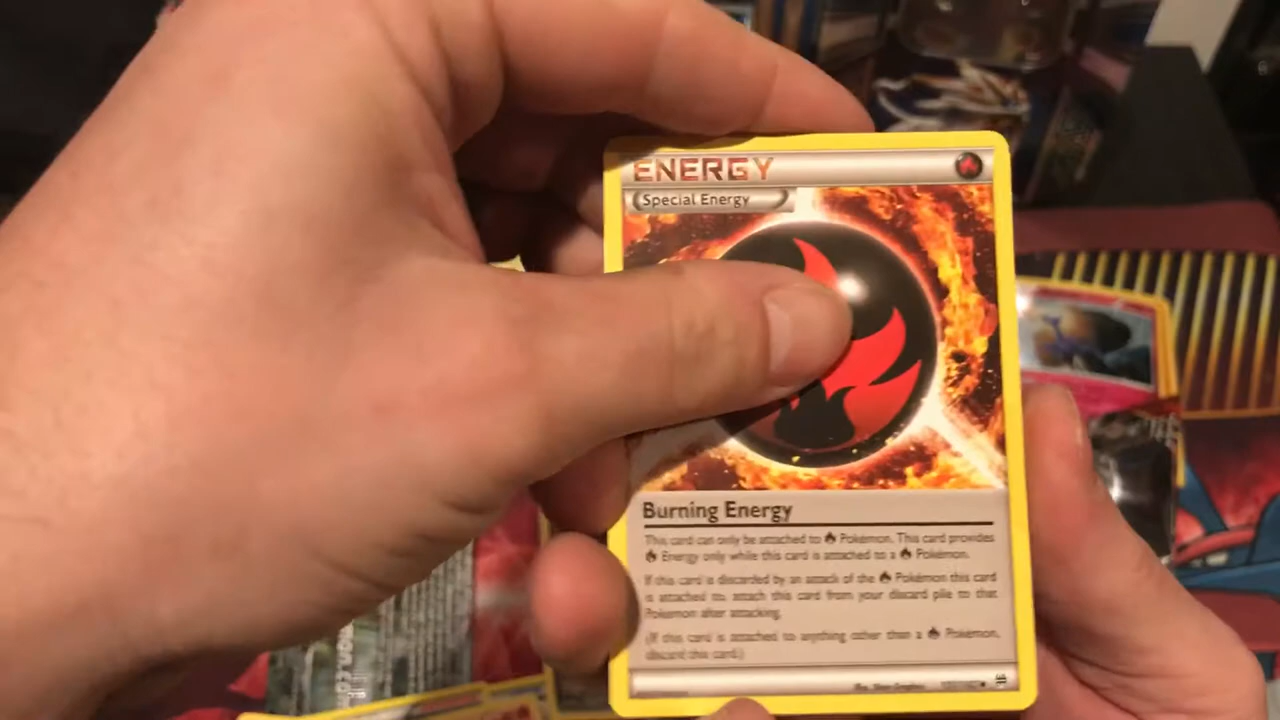 ENERGY
Special Energy
Burning Energy
This card can only be attached to Pokémon. This card provides
Energy only while this card is attached to a Pokémon.
If this card is discarded by an attack of the Pokémon this card
is attached to, attach this card from your discard pile to that
Pokémon after attacking.
(If this card is attached to anything other than a Pokémon,
discard this card.)